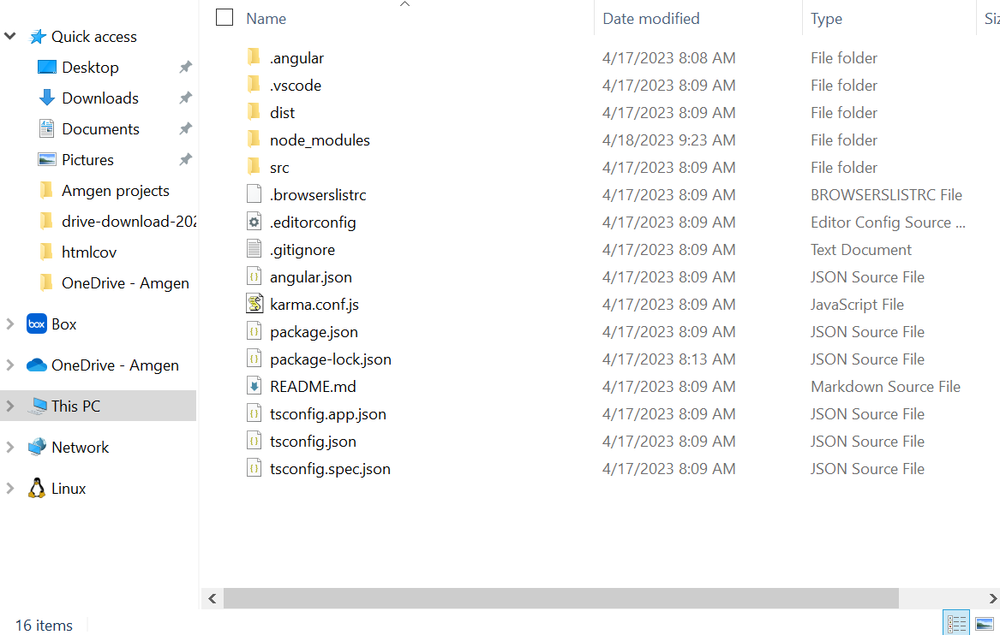 Name Date modified Type Siz
Quick access
Desktop
Downloads
Documents
Pictures
Amgen projects
drive-download-202
htmlcov
OneDrive - Amgen
box Box
OneDrive - Amgen
This PC
Network
Linux
.angular 4/17/2023 8:08 AM File folder
.vscode 4/17/2023 8:09 AM File folder
dist 4/17/2023 8:09 AM File folder
node_modules 4/18/2023 9:23 AM File folder
src 4/17/2023 8:09 AM File folder
.browserslistrc 4/17/2023 8:09 AM BROWSERSLISTRC File
.editorconfig 4/17/2023 8:09 AM Editor Config Source ...
.gitignore 4/17/2023 8:09 AM Text Document
angular.json 4/17/2023 8:09 AM JSON Source File
karma.conf.js 4/17/2023 8:09 AM JavaScript File
package.json 4/17/2023 8:09 AM JSON Source File
package-lock.json 4/17/2023 8:13 AM JSON Source File
README.md 4/17/2023 8:09 AM Markdown Source File
tsconfig.app.json 4/17/2023 8:09 AM JSON Source File
tsconfig.json 4/17/2023 8:09 AM JSON Source File
tsconfig.spec.json 4/17/2023 8:09 AM JSON Source File
16 items